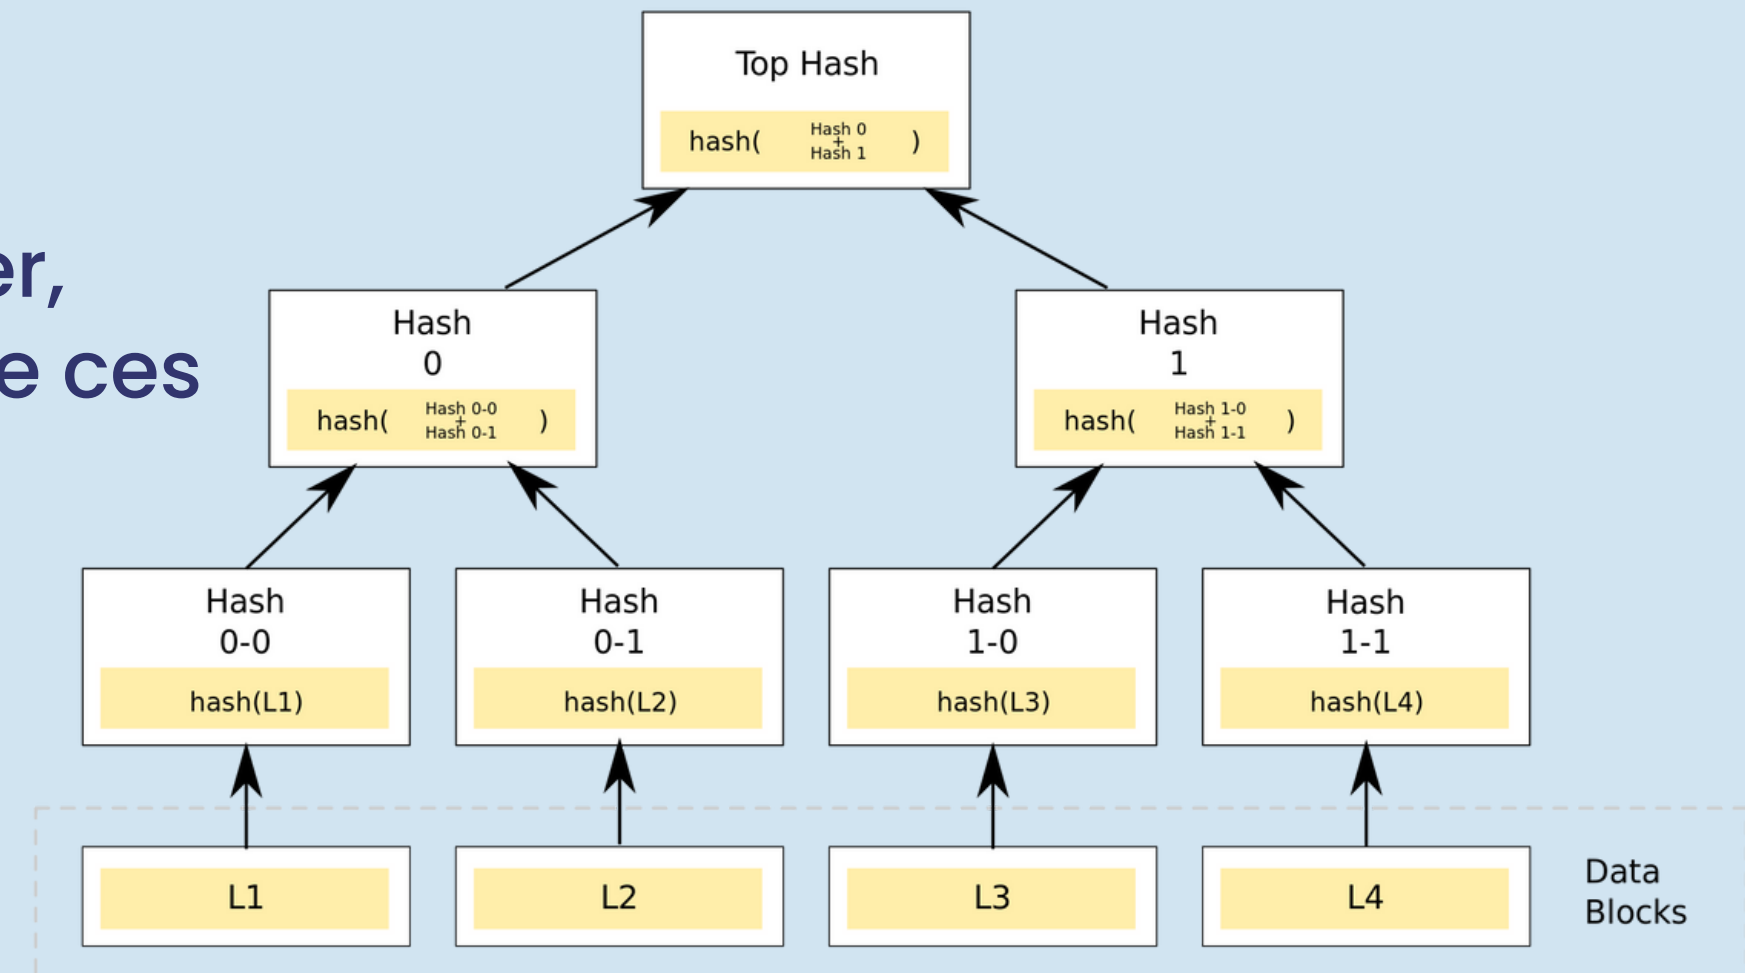 Top Hash
hash( Hash 0 + Hash 1 )
er,
e ces
Hash
0
hash( Hash 0-0 + Hash 0-1 )
Hash
1
hash( Hash 1-0 + Hash 1-1 )
Hash
0-0
hash(L1)
Hash
0-1
hash(L2)
Hash
1-0
hash(L3)
Hash
1-1
hash(L4)
L1
L2
L3
L4
Data
Blocks